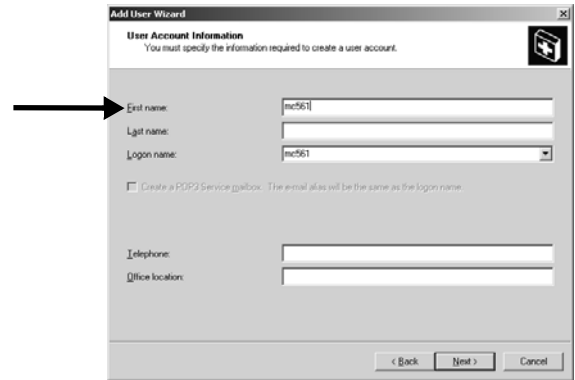 Add User Wizard
User Account Information
You must specify the information required to create a user account.
First name: mc561
Last name:
Logon name: mc561
Create a POP3 Service mailbox. The e-mail alias will be the same as the logon name.
Telephone:
Office location:
< Back Next > Cancel